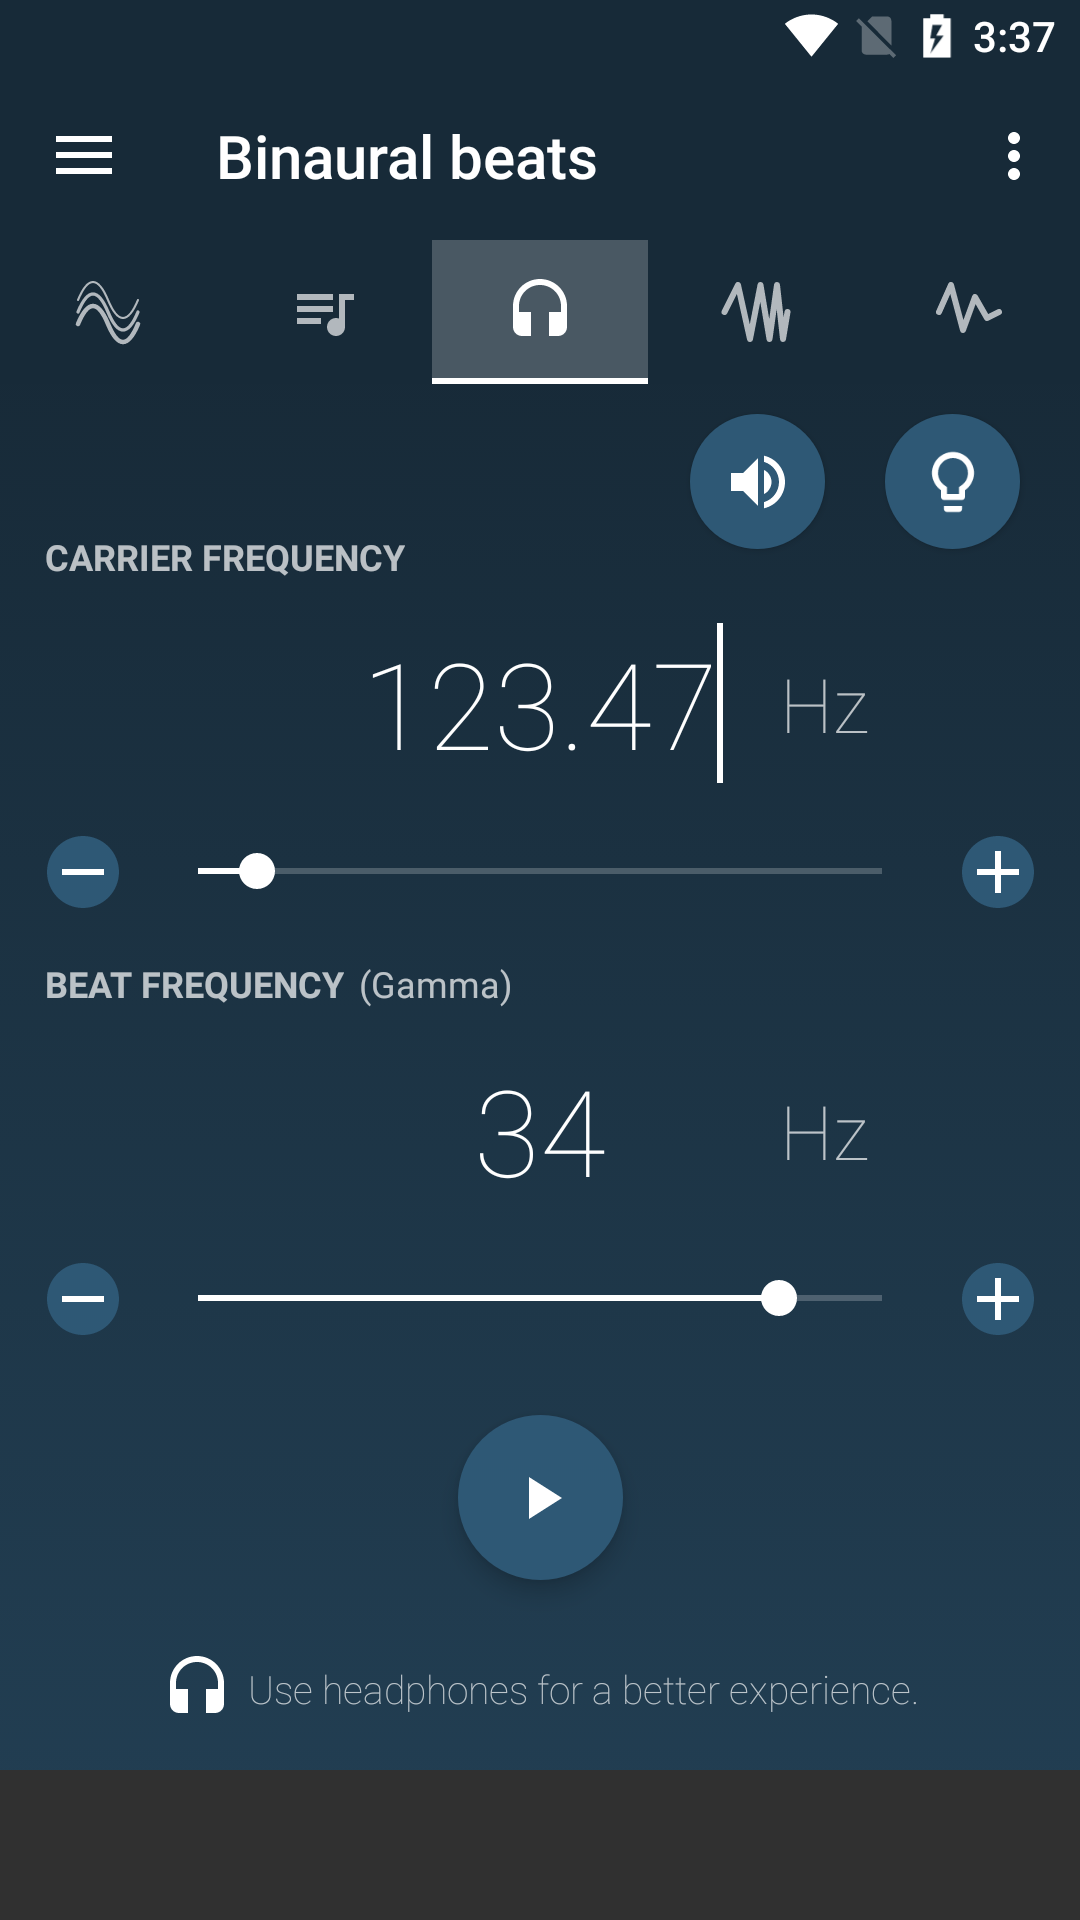 3:37
Binaural beats
CARRIER FREQUENCY
123.47 Hz
BEAT FREQUENCY (Gamma)
34 Hz
Use headphones for a better experience.